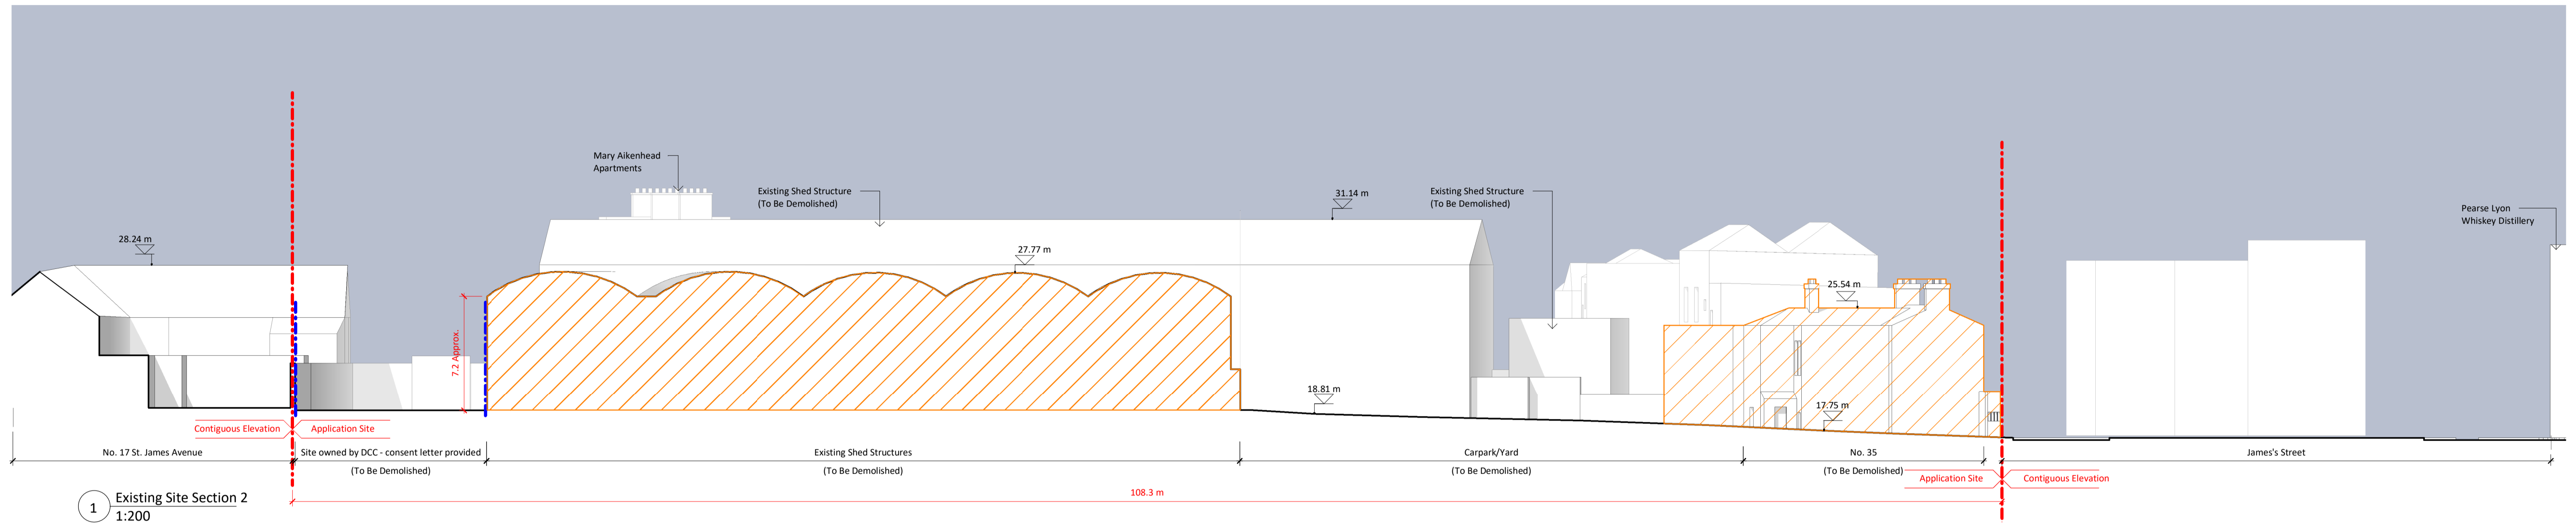 Mary Aikenhead
Apartments
Existing Shed Structure
(To Be Demolished)
31.14 m
Existing Shed Structure
(To Be Demolished)
Pearse Lyon
Whiskey Distillery
28.24 m
27.77 m
25.54 m
7.2 Approx.
18.81 m
17.75 m
Contiguous Elevation
Application Site
No. 17 St. James Avenue
Site owned by DCC - consent letter provided
(To Be Demolished)
Existing Shed Structures
(To Be Demolished)
Carpark/Yard
(To Be Demolished)
No. 35
(To Be Demolished)
James's Street
Application Site
Contiguous Elevation
108.3 m
1
Existing Site Section 2
1:200